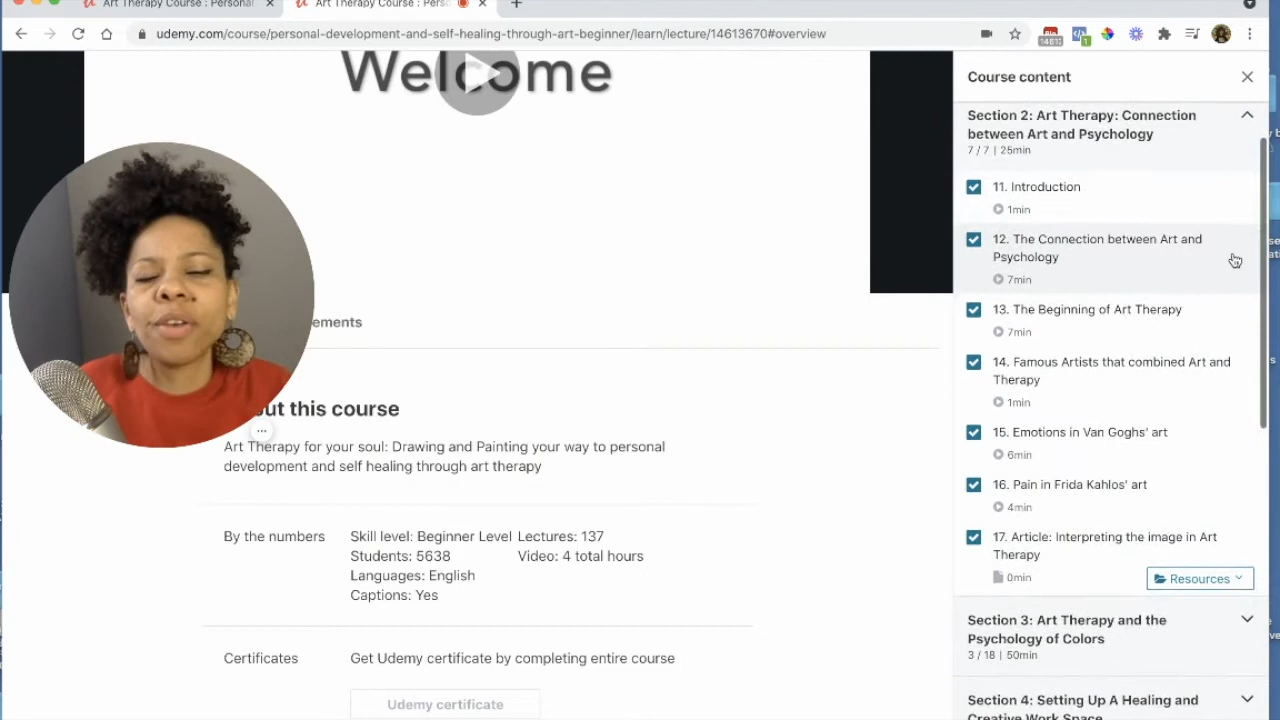 Art Therapy Course : Personal
Art Therapy Course : Perso
udemy.com/course/personal-development-and-self-healing-through-art-beginner/learn/lecture/14613670#overview
1
Welcome
ements
out this course
...
Art Therapy for your soul: Drawing and Painting your way to personal
development and self healing through art therapy
By the numbers
Skill level: Beginner Level
Students: 5638
Languages: English
Captions: Yes
Lectures: 137
Video: 4 total hours
Certificates
Get Udemy certificate by completing entire course
Udemy certificate
Course content
Section 2: Art Therapy: Connection
between Art and Psychology
7 / 7 | 25min
11. Introduction
1min
12. The Connection between Art and
Psychology
7min
13. The Beginning of Art Therapy
7min
14. Famous Artists that combined Art and
Therapy
1min
15. Emotions in Van Goghs' art
6min
16. Pain in Frida Kahlos' art
4min
17. Article: Interpreting the image in Art
Therapy
0min
Resources
Section 3: Art Therapy and the
Psychology of Colors
3 / 18 | 50min
Section 4: Setting Up A Healing and
Creative Work Space